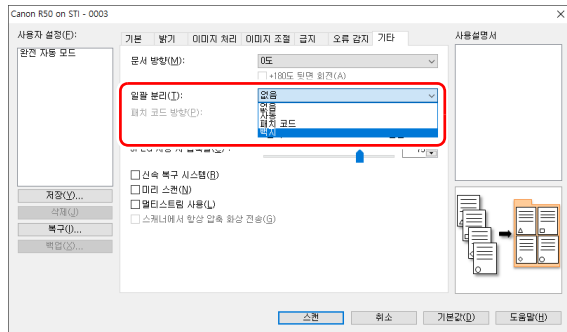 Canon R50 on STI - 0003
사용자 설정(F):
완전 자동 모드
저장(Y)...
삭제(J)
복구(I)...
백업(X)...
기본 밝기 이미지 처리 이미지 조절 급지 오류 감지 기타
문서 방향(M):
0도
+180도 뒷면 회전(A)
일괄 분리(T):
없음
없음
자동
패치 코드
백지
패치 코드 방향(P):
신속 복구 시스템(R)
미리 스캔(N)
멀티스트림 사용(L)
스캐너에서 항상 압축 화상 전송(G)
사용설명서
스캔
취소
기본값(D)
도움말(H)